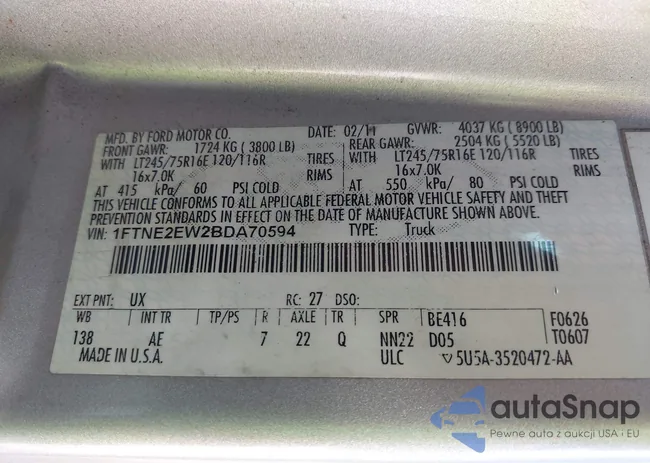 MFD. BY FORD MOTOR CO. DATE: 02/11 GVWR: 4037 KG ( 8900 LB)
FRONT GAWR: 1724 KG ( 3800 LB) REAR GAWR: 2504 KG ( 5520 LB)
WITH LT245/75R16E 120/116R TIRES WITH LT245/75R16E 120/116R TIRES
16x7.0K RIMS 16x7.0K RIMS
AT 415 kPa/ 60 PSI COLD AT 550 kPa/ 80 PSI COLD
THIS VEHICLE CONFORMS TO ALL APPLICABLE FEDERAL MOTOR VEHICLE SAFETY AND THEFT
PREVENTION STANDARDS IN EFFECT ON THE DATE OF MANUFACTURE SHOWN ABOVE.
VIN: 1FTNE2EW2BDA70594 TYPE: Truck
EXT PNT: UX RC: 27 DSO:
WB INT TR TP/PS R AXLE TR SPR BE416 F0626
138 AE 7 22 Q NN22 D05 T0607
MADE IN U.S.A. ULC ▽ 5U5A-3520472-AA
autaSnap
Pewne auta z aukcji USA i EU